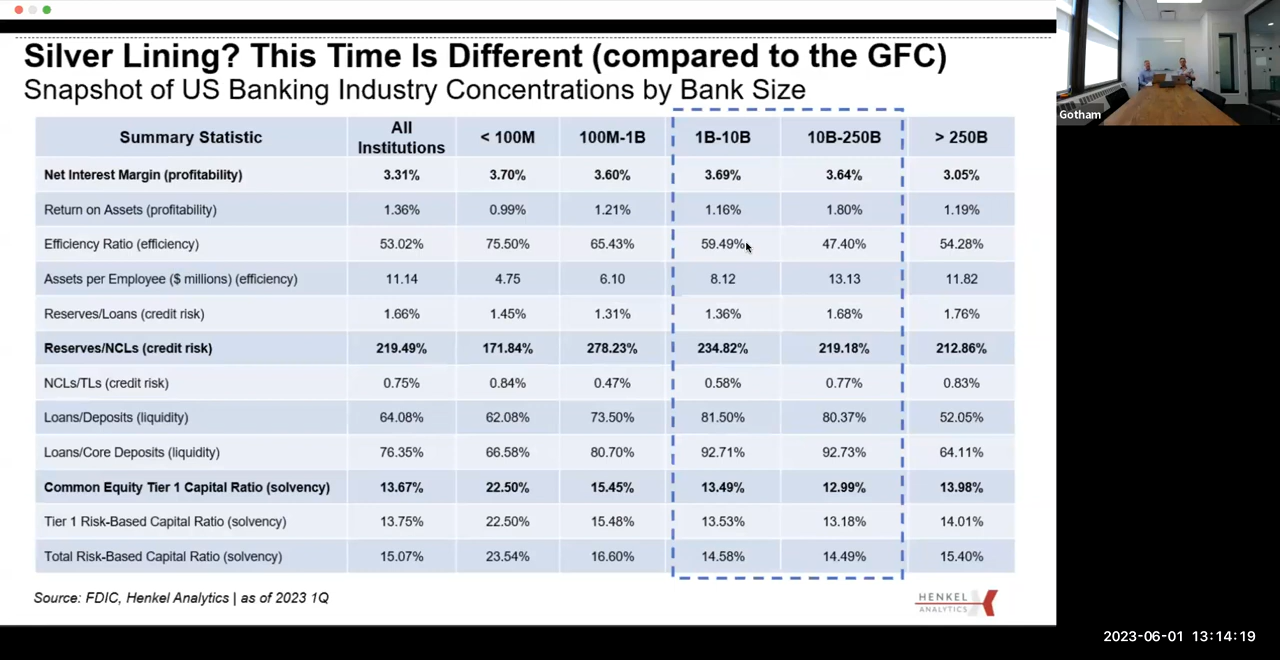 Silver Lining? This Time Is Different (compared to the GFC)
Snapshot of US Banking Industry Concentrations by Bank Size
Summary Statistic All Institutions < 100M 100M-1B 1B-10B 10B-250B > 250B
Net Interest Margin (profitability) 3.31% 3.70% 3.60% 3.69% 3.64% 3.05%
Return on Assets (profitability) 1.36% 0.99% 1.21% 1.16% 1.80% 1.19%
Efficiency Ratio (efficiency) 53.02% 75.50% 65.43% 59.49% 47.40% 54.28%
Assets per Employee ($ millions) (efficiency) 11.14 4.75 6.10 8.12 13.13 11.82
Reserves/Loans (credit risk) 1.66% 1.45% 1.31% 1.36% 1.68% 1.76%
Reserves/NCLs (credit risk) 219.49% 171.84% 278.23% 234.82% 219.18% 212.86%
NCLs/TLs (credit risk) 0.75% 0.84% 0.47% 0.58% 0.77% 0.83%
Loans/Deposits (liquidity) 64.08% 62.08% 73.50% 81.50% 80.37% 52.05%
Loans/Core Deposits (liquidity) 76.35% 66.58% 80.70% 92.71% 92.73% 64.11%
Common Equity Tier 1 Capital Ratio (solvency) 13.67% 22.50% 15.45% 13.49% 12.99% 13.98%
Tier 1 Risk-Based Capital Ratio (solvency) 13.75% 22.50% 15.48% 13.53% 13.18% 14.01%
Total Risk-Based Capital Ratio (solvency) 15.07% 23.54% 16.60% 14.58% 14.49% 15.40%
Source: FDIC, Henkel Analytics | as of 2023 1Q
HENKEL
ANALYTICS
Gotham
2023-06-01 13:14:19